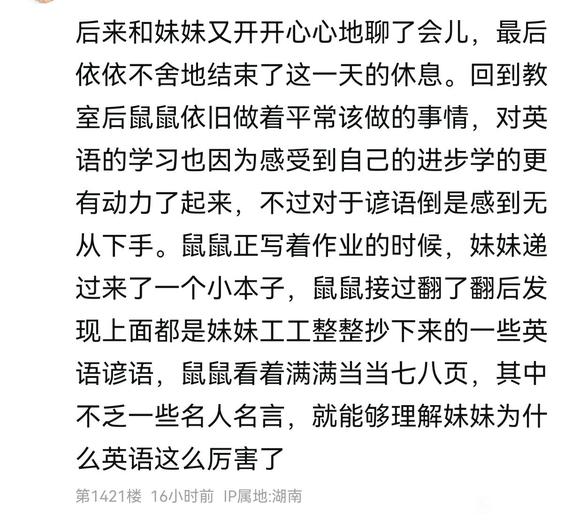 后来和妹妹又开开心心地聊了会儿，最后
依依不舍地结束了这一天的休息。回到教
室后鼠鼠依旧做着平常该做的事情，对英
语的学习也因为感受到自己的进步学的更
有动力了起来，不过对于谚语倒是感到无
从下手。鼠鼠正写着作业的时候，妹妹递
过来了一个小本子，鼠鼠接过翻了翻后发
现上面都是妹妹工工整整抄下来的一些英
语谚语，鼠鼠看着满满当当七八页，其中
不乏一些名人名言，就能够理解妹妹为什
么英语这么厉害了
第1421楼 16小时前 IP属地:湖南